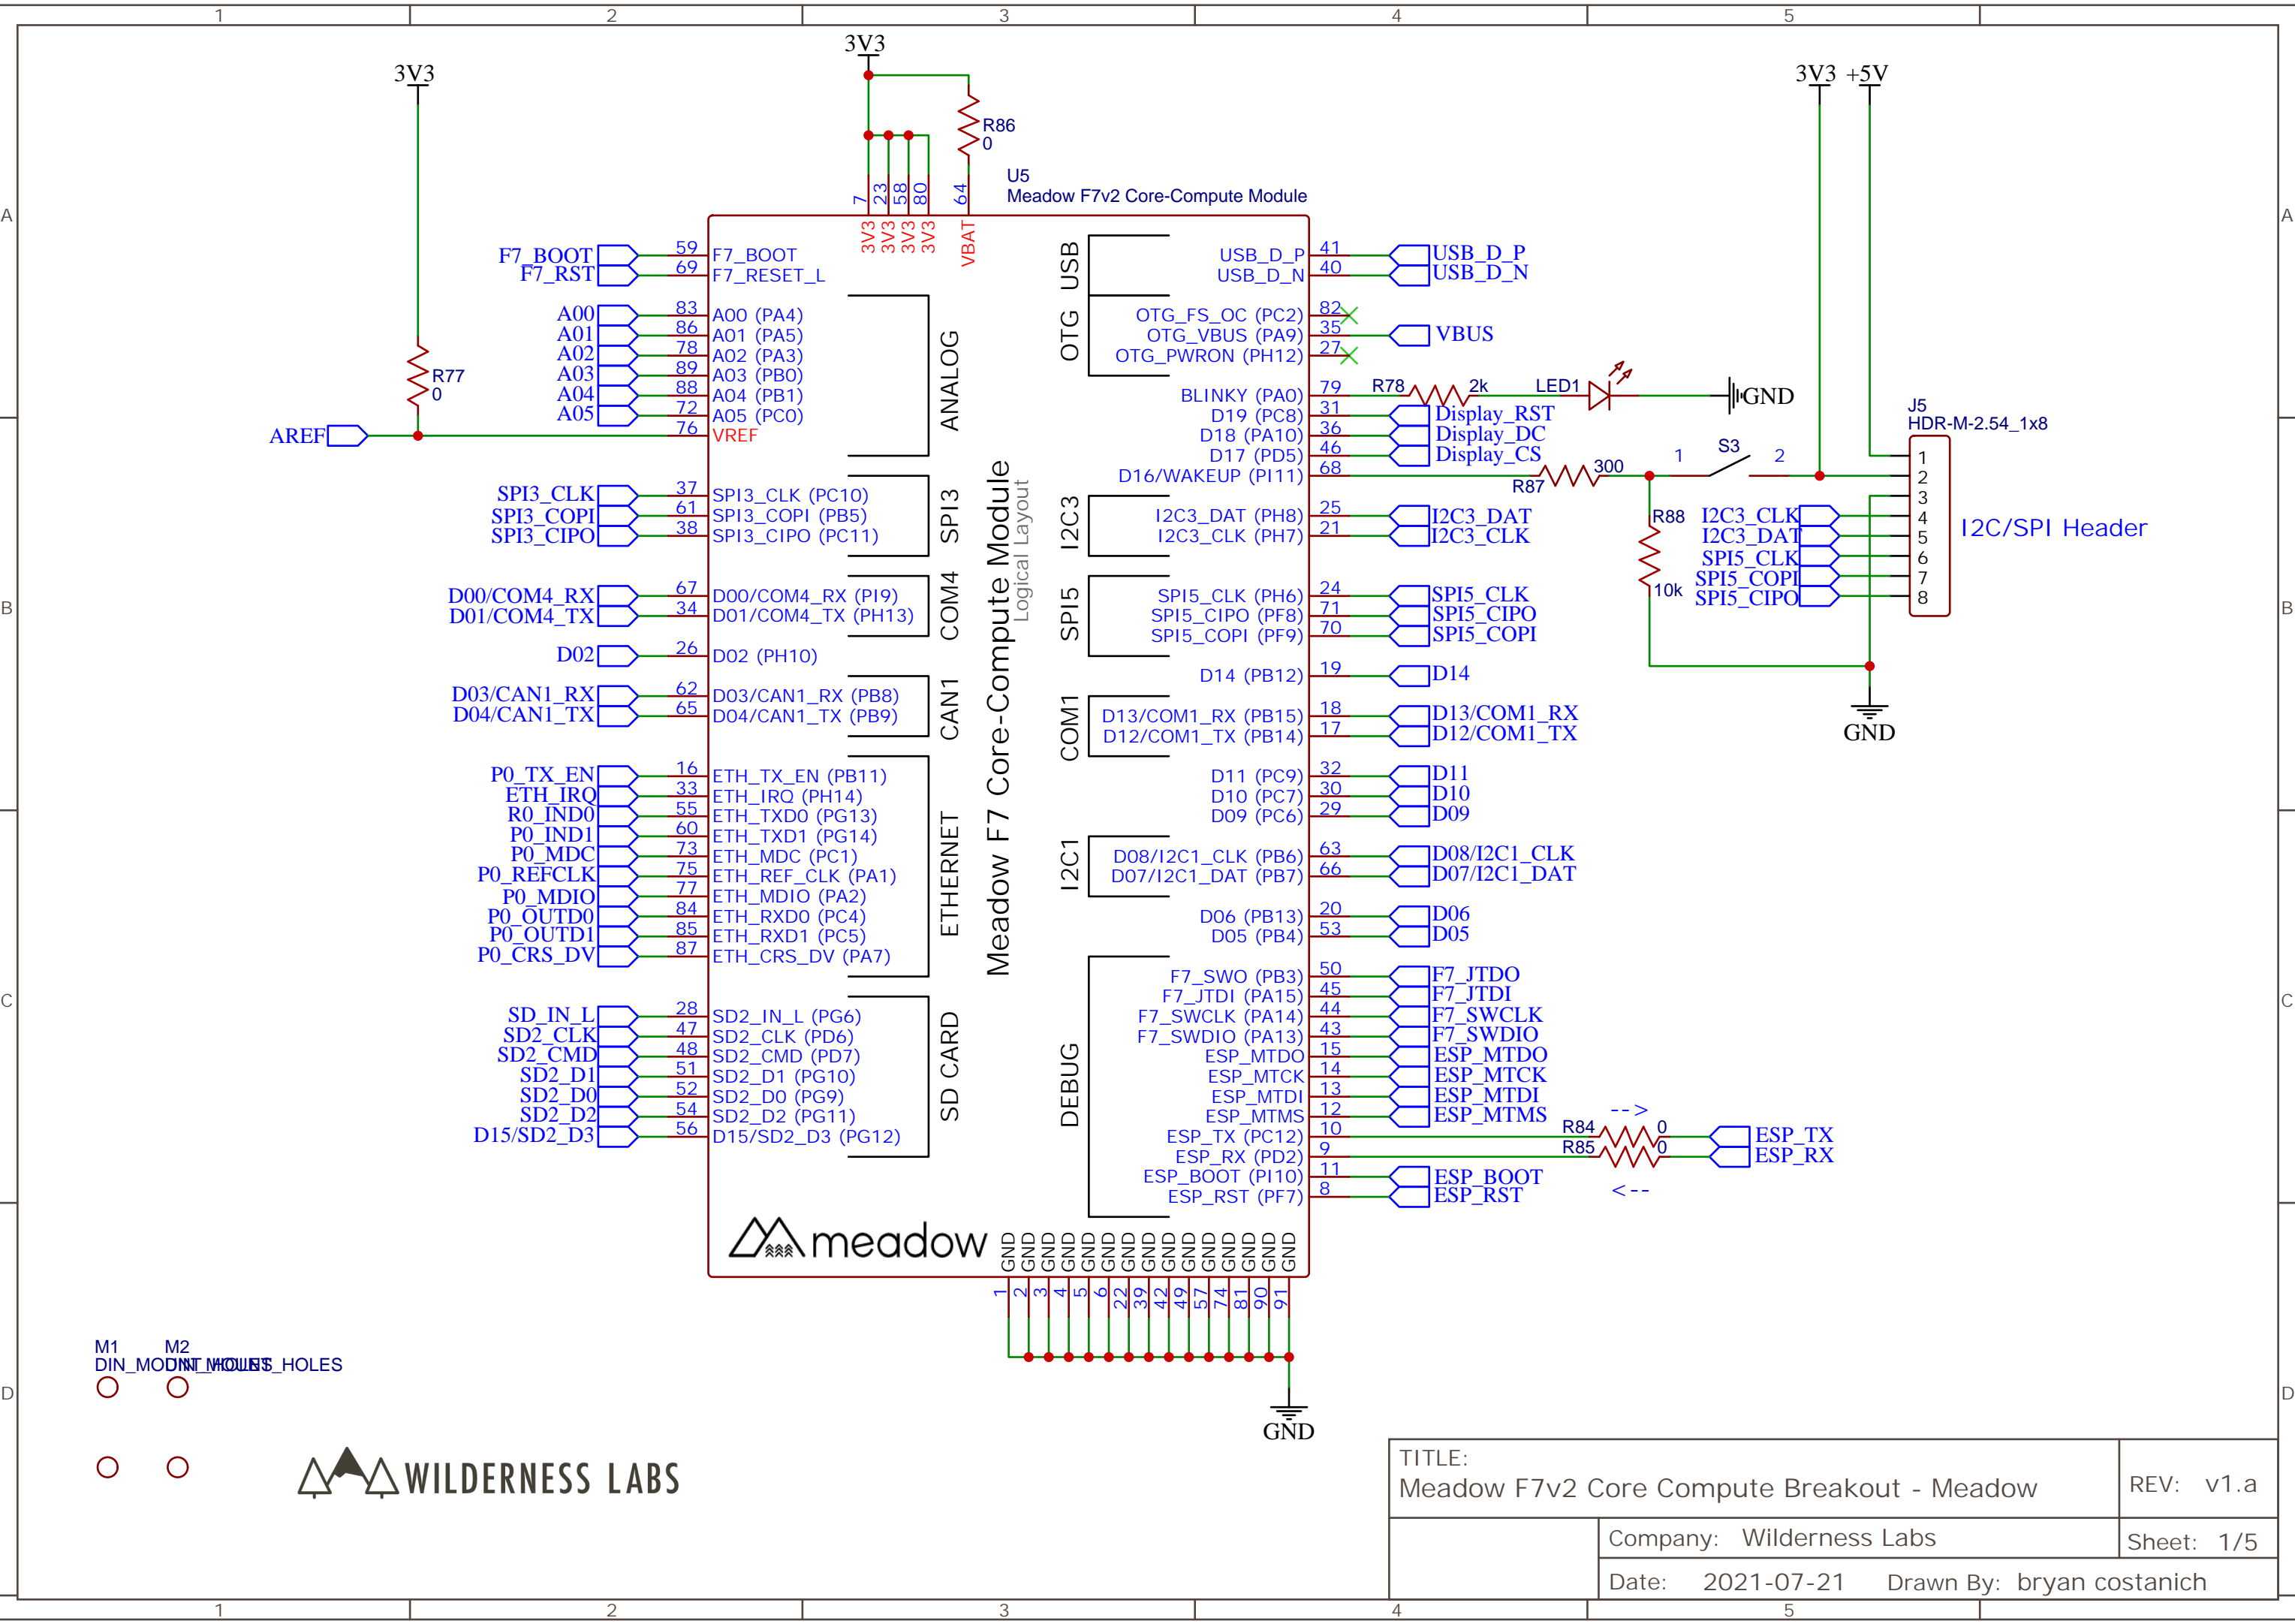 1 2 3 4 5
3V3
3V3
3V3 +5V
R86
0
U5
Meadow F7v2 Core-Compute Module
7 23 58 80 64
3V3 3V3 3V3 3V3 VBAT
A A
F7_BOOT 59 F7_BOOT
F7_RST 69 F7_RESET_L
A00 83 A00 (PA4)
A01 86 A01 (PA5)
A02 78 A02 (PA3)
A03 89 A03 (PB0)
A04 88 A04 (PB1)
A05 72 A05 (PC0)
AREF 76 VREF
R77
0
ANALOG
SPI3_CLK 37 SPI3_CLK (PC10)
SPI3_COPI 61 SPI3_COPI (PB5)
SPI3_CIPO 38 SPI3_CIPO (PC11)
SPI3
D00/COM4_RX 67 D00/COM4_RX (PI9)
D01/COM4_TX 34 D01/COM4_TX (PH13)
COM4
D02 26 D02 (PH10)
D03/CAN1_RX 62 D03/CAN1_RX (PB8)
D04/CAN1_TX 65 D04/CAN1_TX (PB9)
CAN1
P0_TX_EN 16 ETH_TX_EN (PB11)
ETH_IRQ 33 ETH_IRQ (PH14)
R0_IND0 55 ETH_TXD0 (PG13)
P0_IND1 60 ETH_TXD1 (PG14)
P0_MDC 73 ETH_MDC (PC1)
P0_REFCLK 75 ETH_REF_CLK (PA1)
P0_MDIO 77 ETH_MDIO (PA2)
P0_OUTD0 84 ETH_RXD0 (PC4)
P0_OUTD1 85 ETH_RXD1 (PC5)
P0_CRS_DV 87 ETH_CRS_DV (PA7)
ETHERNET
SD_IN_L 28 SD2_IN_L (PG6)
SD2_CLK 47 SD2_CLK (PD6)
SD2_CMD 48 SD2_CMD (PD7)
SD2_D1 51 SD2_D1 (PG10)
SD2_D0 52 SD2_D0 (PG9)
SD2_D2 54 SD2_D2 (PG11)
D15/SD2_D3 56 D15/SD2_D3 (PG12)
SD CARD
Meadow F7 Core-Compute Module
Logical Layout
USB
USB_D_P 41 USB_D_P
USB_D_N 40 USB_D_N
OTG
OTG_FS_OC (PC2) 82
OTG_VBUS (PA9) 35 VBUS
OTG_PWRON (PH12) 27
BLINKY (PA0) 79 R78 2k LED1 GND
D19 (PC8) 31 Display_RST
D18 (PA10) 36 Display_DC
D17 (PD5) 46 Display_CS
D16/WAKEUP (PI11) 68 R87 300 1 S3 2
I2C3
I2C3_DAT (PH8) 25 I2C3_DAT
I2C3_CLK (PH7) 21 I2C3_CLK
SPI5
SPI5_CLK (PH6) 24 SPI5_CLK
SPI5_CIPO (PF8) 71 SPI5_CIPO
SPI5_COPI (PF9) 70 SPI5_COPI
D14 (PB12) 19 D14
COM1
D13/COM1_RX (PB15) 18 D13/COM1_RX
D12/COM1_TX (PB14) 17 D12/COM1_TX
D11 (PC9) 32 D11
D10 (PC7) 30 D10
D09 (PC6) 29 D09
I2C1
D08/I2C1_CLK (PB6) 63 D08/I2C1_CLK
D07/I2C1_DAT (PB7) 66 D07/I2C1_DAT
D06 (PB13) 20 D06
D05 (PB4) 53 D05
DEBUG
F7_SWO (PB3) 50 F7_JTDO
F7_JTDI (PA15) 45 F7_JTDI
F7_SWCLK (PA14) 44 F7_SWCLK
F7_SWDIO (PA13) 43 F7_SWDIO
ESP_MTDO 15 ESP_MTDO
ESP_MTCK 14 ESP_MTCK
ESP_MTDI 13 ESP_MTDI
ESP_MTMS 12 ESP_MTMS
-->
ESP_TX (PC12) 10 R84 0 ESP_TX
ESP_RX (PD2) 9 R85 0 ESP_RX
<--
ESP_BOOT (PI10) 11 ESP_BOOT
ESP_RST (PF7) 8 ESP_RST
J5
HDR-M-2.54_1x8
1
2
3
I2C3_CLK 4
I2C3_DAT 5
SPI5_CLK 6
SPI5_COPI 7
SPI5_CIPO 8
I2C/SPI Header
R88
10k
GND
B B
C C
meadow
GND GND GND GND GND GND GND GND GND GND GND GND GND GND GND
1 2 3 4 5 6 22 39 42 49 57 74 81 90 91
GND
M1 M2
DIN_MOUNT_HOLES DIN_MOUNT_HOLES
D D
WILDERNESS LABS
TITLE:
Meadow F7v2 Core Compute Breakout - Meadow
REV: v1.a
Company: Wilderness Labs
Sheet: 1/5
Date: 2021-07-21 Drawn By: bryan costanich
1 2 3 4 5